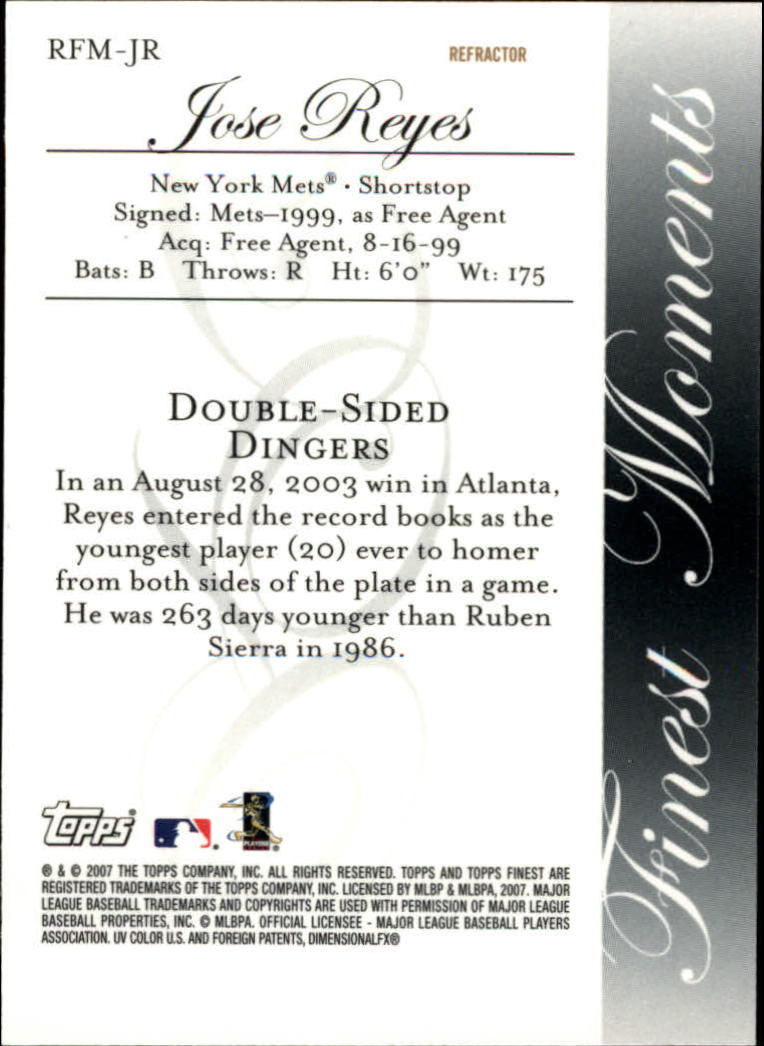 RFM-JR
REFRACTOR
Jose Reyes
New York Mets® · Shortstop
Signed: Mets–1999, as Free Agent
Acq: Free Agent, 8-16-99
Bats: B Throws: R Ht: 6'0" Wt: 175
DOUBLE-SIDED
DINGERS
In an August 28, 2003 win in Atlanta,
Reyes entered the record books as the
youngest player (20) ever to homer
from both sides of the plate in a game.
He was 263 days younger than Ruben
Sierra in 1986.
Finest Moments
Topps®
PLAYERS
® & © 2007 THE TOPPS COMPANY, INC. ALL RIGHTS RESERVED. TOPPS AND TOPPS FINEST ARE
REGISTERED TRADEMARKS OF THE TOPPS COMPANY, INC. LICENSED BY MLBP & MLBPA, 2007. MAJOR
LEAGUE BASEBALL TRADEMARKS AND COPYRIGHTS ARE USED WITH PERMISSION OF MAJOR LEAGUE
BASEBALL PROPERTIES, INC. © MLBPA. OFFICIAL LICENSEE - MAJOR LEAGUE BASEBALL PLAYERS
ASSOCIATION. UV COLOR U.S. AND FOREIGN PATENTS, DIMENSIONALFX®